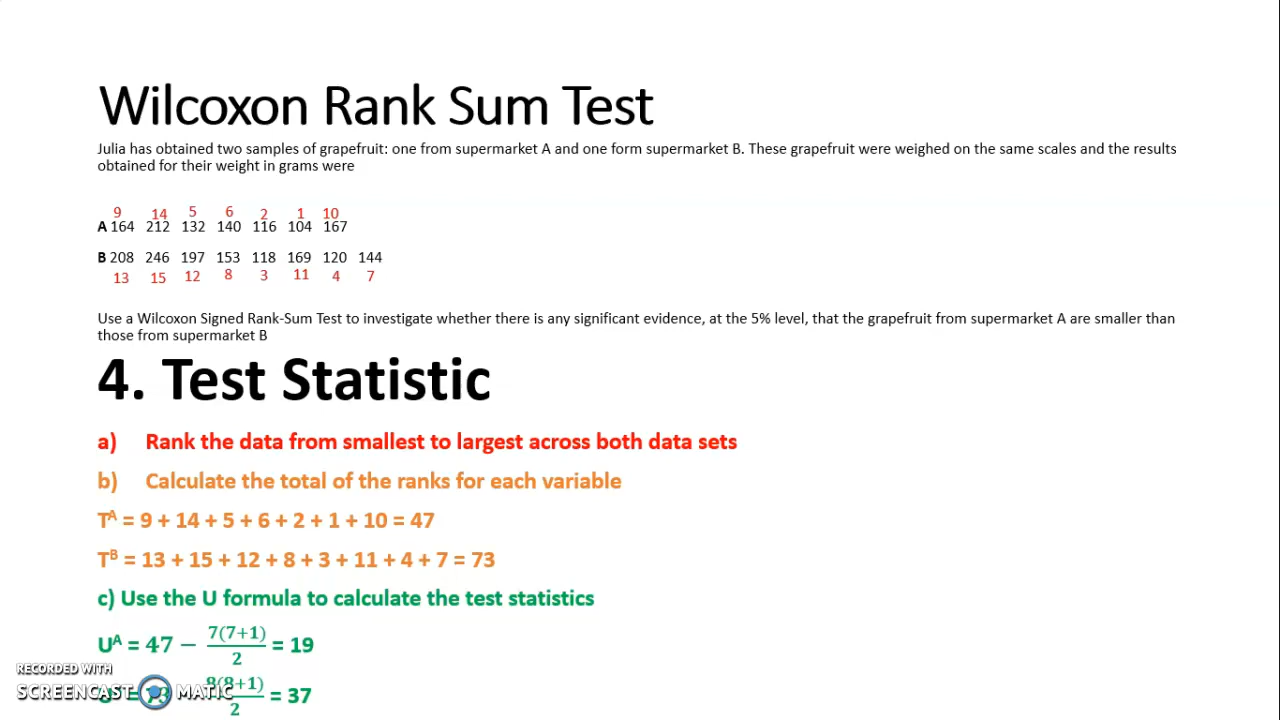 Wilcoxon Rank Sum Test
Julia has obtained two samples of grapefruit: one from supermarket A and one form supermarket B. These grapefruit were weighed on the same scales and the results
obtained for their weight in grams were
9 14 5 6 2 1 10
A 164 212 132 140 116 104 167
B 208 246 197 153 118 169 120 144
13 15 12 8 3 11 4 7
Use a Wilcoxon Signed Rank-Sum Test to investigate whether there is any significant evidence, at the 5% level, that the grapefruit from supermarket A are smaller than
those from supermarket B
4. Test Statistic
a) Rank the data from smallest to largest across both data sets
b) Calculate the total of the ranks for each variable
Tᴬ = 9 + 14 + 5 + 6 + 2 + 1 + 10 = 47
Tᴮ = 13 + 15 + 12 + 8 + 3 + 11 + 4 + 7 = 73
c) Use the U formula to calculate the test statistics
Uᴬ = 47 − 7(7+1)/2 = 19
= 73 8(8+1)/2 = 37
RECORDED WITH
SCREENCAST MATIC